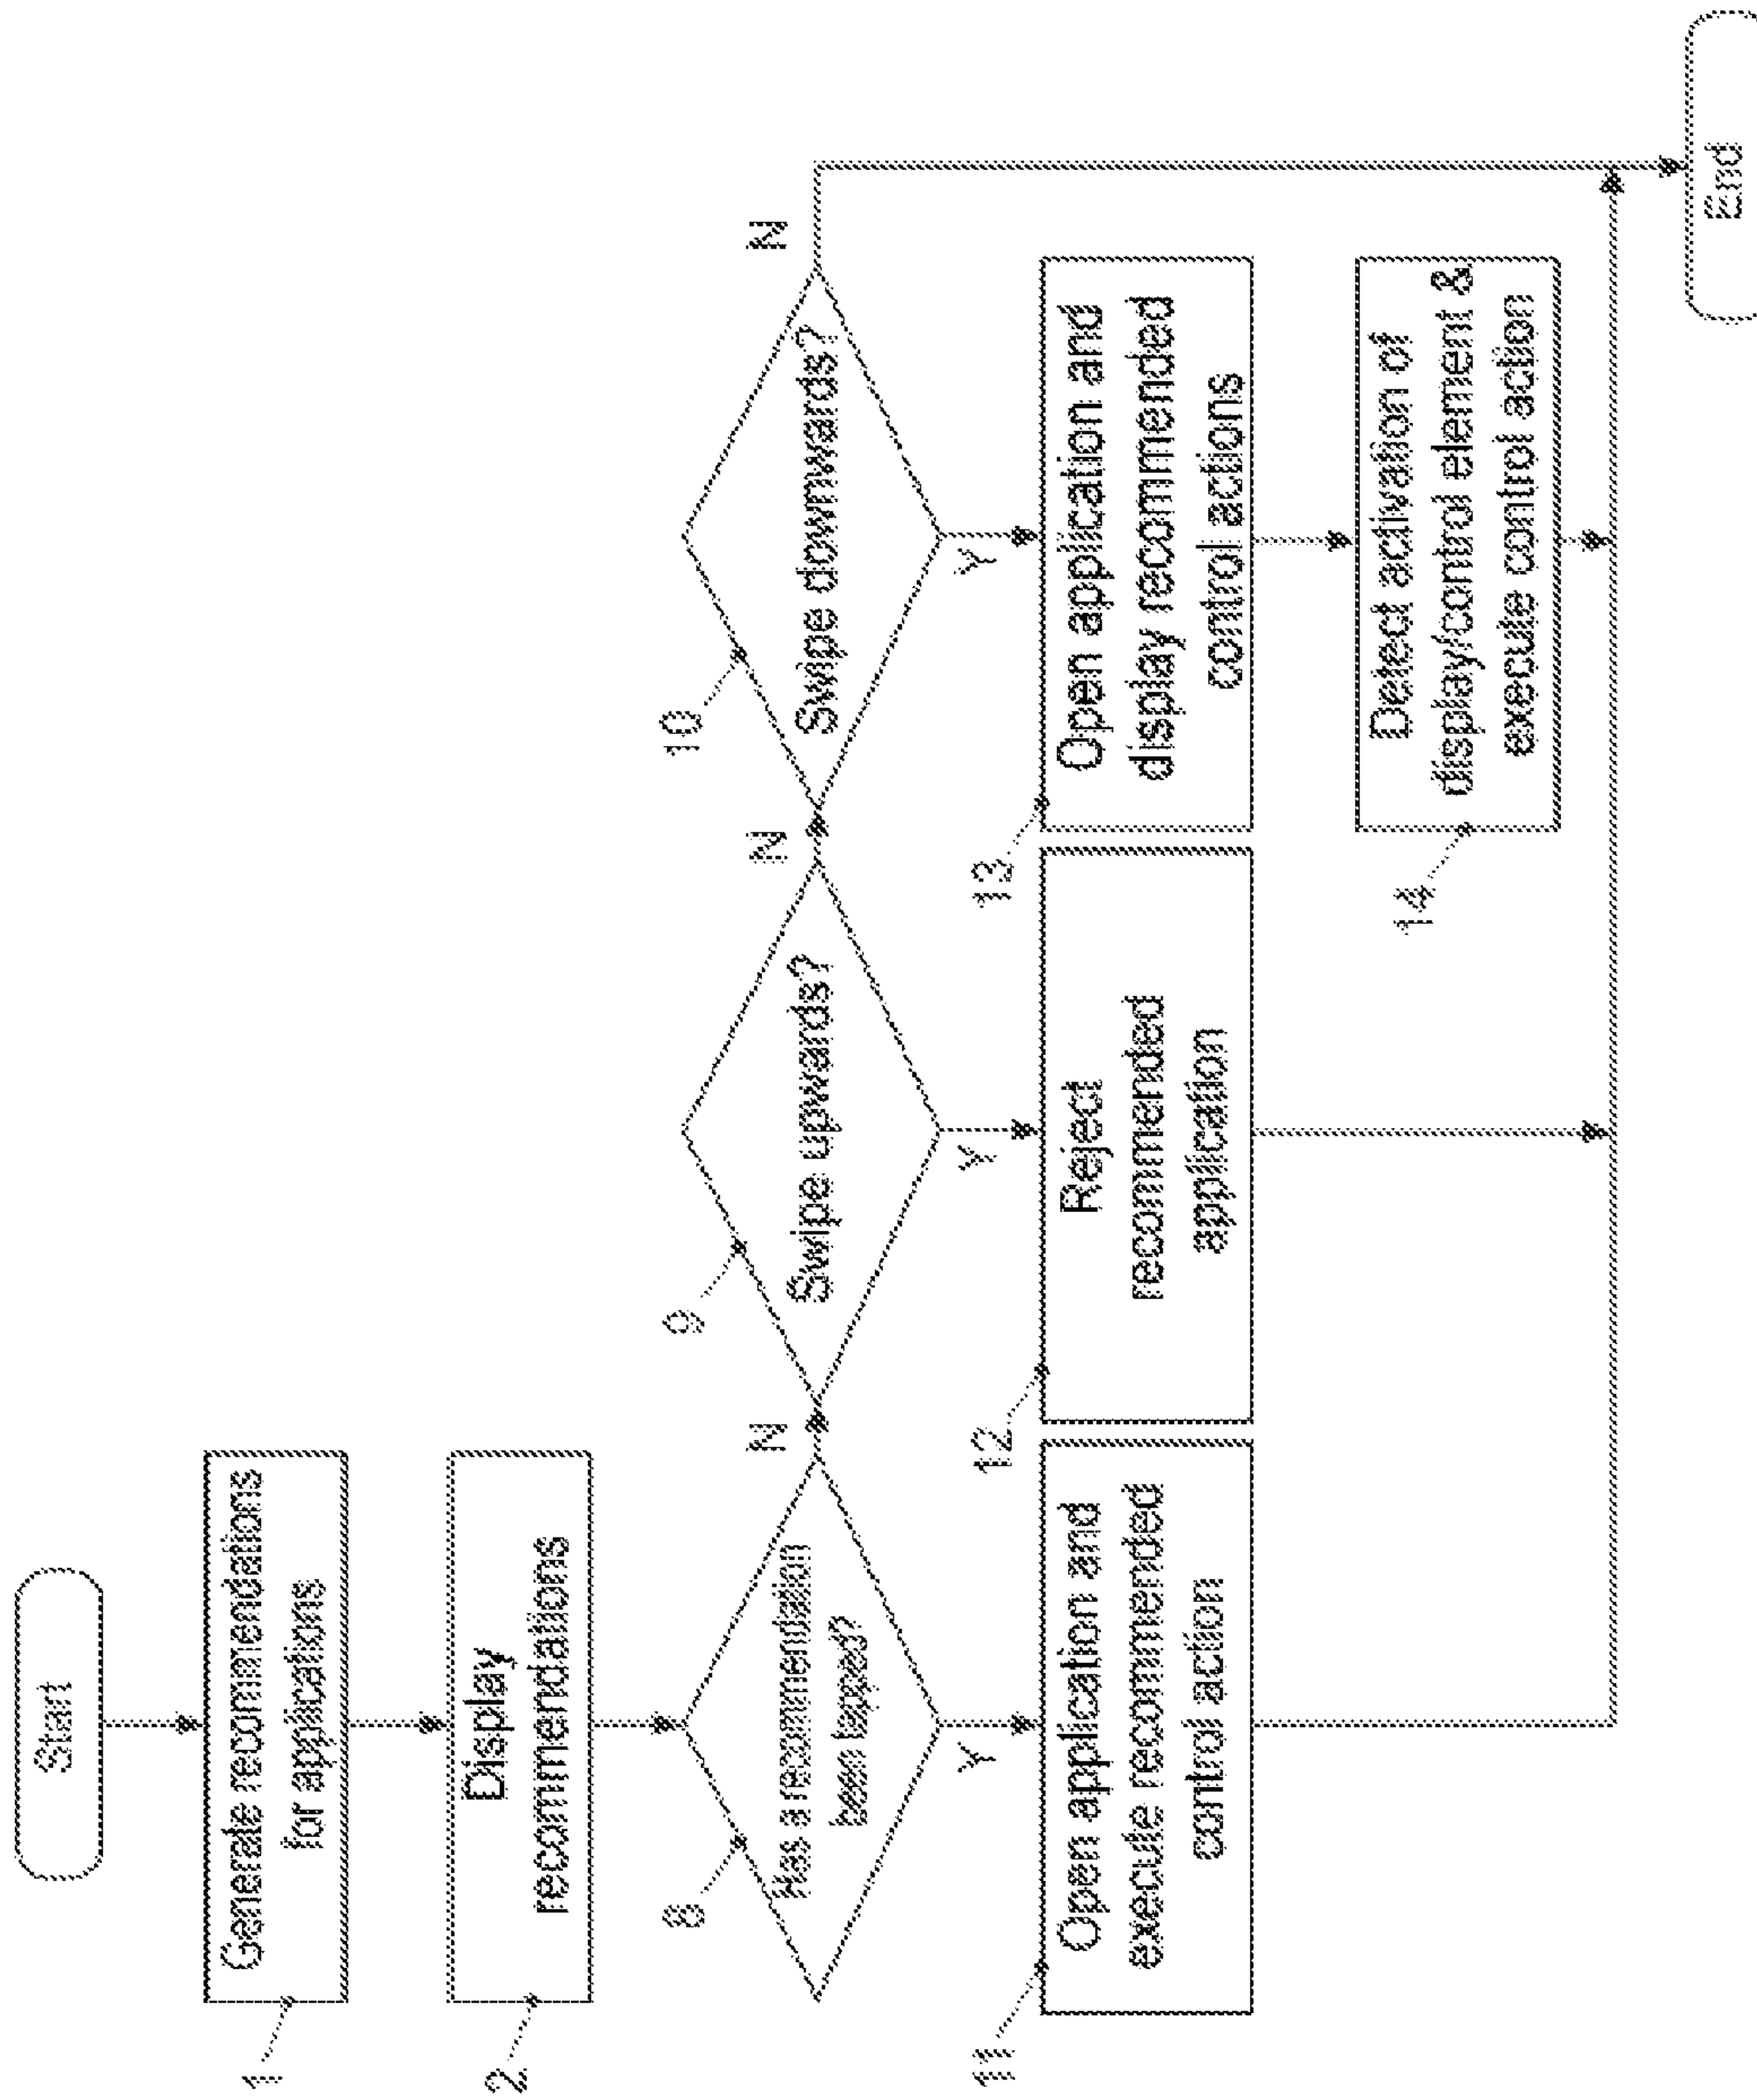 Start
1
Generate recommendations
for applications
2
Display
recommendations
8
Has a recommendation
been tapped?
N
Y
9
Swipe upwards?
N
Y
10
Swipe downwards?
N
Y
11
Open application and
execute recommended
control action
12
Reject
recommended
application
13
Open application and
display recommended
control actions
14
Detect activation of
display/control element &
execute control action
End